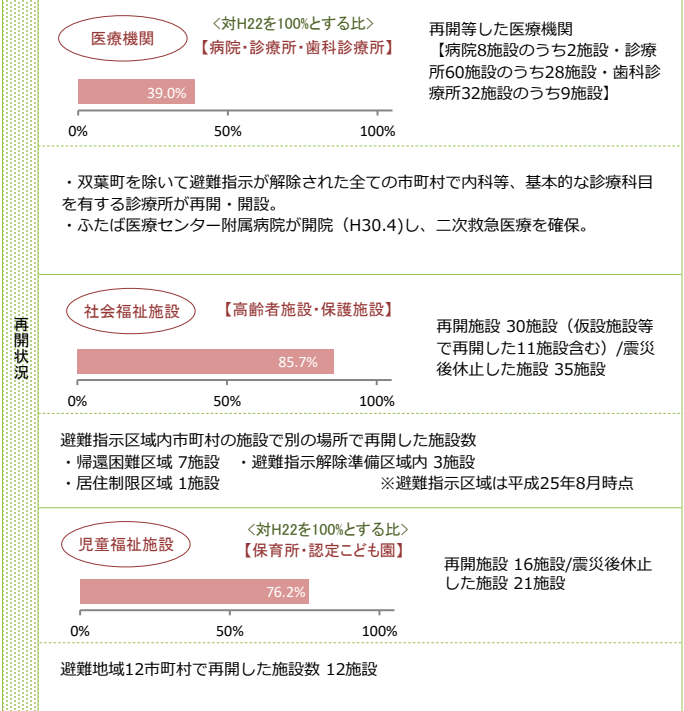 再開状況
医療機関
<対H22を100%とする比>
【病院・診療所・歯科診療所】
39.0%
0%
50%
100%
再開等した医療機関
【病院8施設のうち2施設・診療
所60施設のうち28施設・歯科診
療所32施設のうち9施設】
・双葉町を除いて避難指示が解除された全ての市町村で内科等、基本的な診療科目
を有する診療所が再開・開設。
・ふたば医療センター附属病院が開院（H30.4)し、二次救急医療を確保。
社会福祉施設
【高齢者施設・保護施設】
85.7%
0%
50%
100%
再開施設 30施設（仮設施設等
で再開した11施設含む）/震災
後休止した施設 35施設
避難指示区域内市町村の施設で別の場所で再開した施設数
・帰還困難区域 7施設　・避難指示解除準備区域内 3施設
・居住制限区域 1施設　※避難指示区域は平成25年8月時点
児童福祉施設
<対H22を100%とする比>
【保育所・認定こども園】
76.2%
0%
50%
100%
再開施設 16施設/震災後休止
した施設 21施設
避難地域12市町村で再開した施設数 12施設